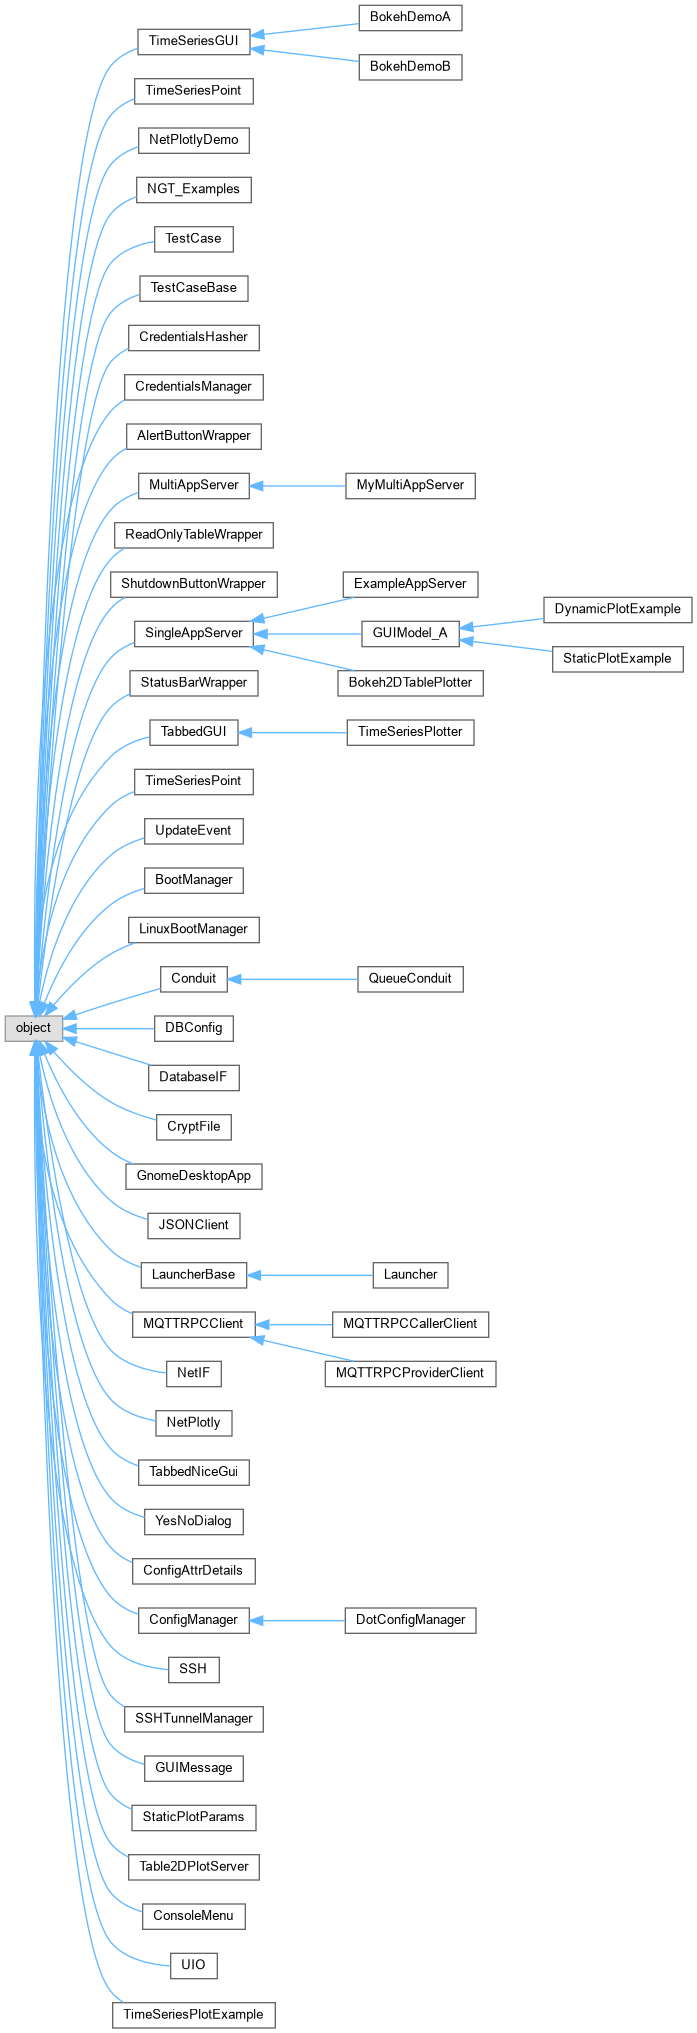 TimeSeriesGUI
BokehDemoA
BokehDemoB
TimeSeriesPoint
NetPlotlyDemo
NGT_Examples
TestCase
TestCaseBase
CredentialsHasher
CredentialsManager
AlertButtonWrapper
MultiAppServer
MyMultiAppServer
ReadOnlyTableWrapper
ShutdownButtonWrapper
SingleAppServer
ExampleAppServer
GUIModel_A
DynamicPlotExample
StaticPlotExample
Bokeh2DTablePlotter
StatusBarWrapper
TabbedGUI
TimeSeriesPlotter
TimeSeriesPoint
UpdateEvent
BootManager
LinuxBootManager
Conduit
QueueConduit
object
DBConfig
DatabaseIF
CryptFile
GnomeDesktopApp
JSONClient
LauncherBase
Launcher
MQTTRPCClient
MQTTRPCCallerClient
MQTTRPCProviderClient
NetIF
NetPlotly
TabbedNiceGui
YesNoDialog
ConfigAttrDetails
ConfigManager
DotConfigManager
SSH
SSHTunnelManager
GUIMessage
StaticPlotParams
Table2DPlotServer
ConsoleMenu
UIO
TimeSeriesPlotExample